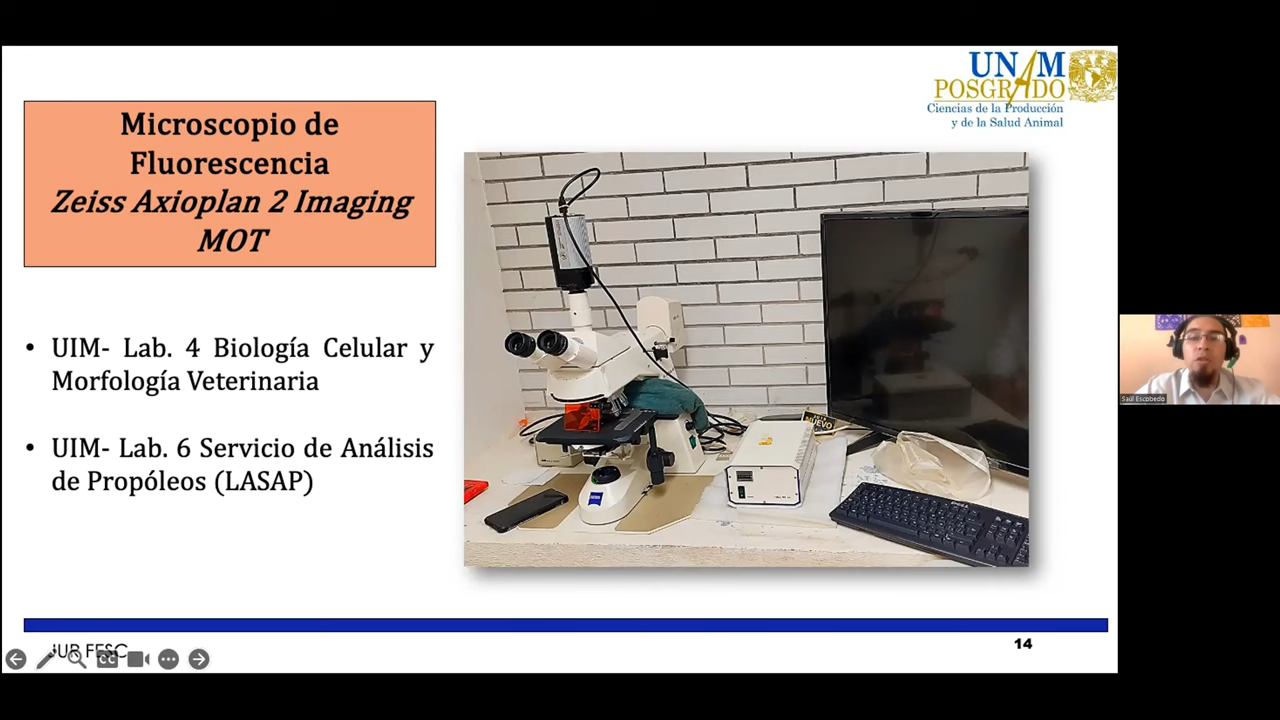 UNAM
POSGRADO
Ciencias de la Producción
y de la Salud Animal
Microscopio de
Fluorescencia
Zeiss Axioplan 2 Imaging
MOT
• UIM- Lab. 4 Biología Celular y
Morfología Veterinaria
• UIM- Lab. 6 Servicio de Análisis
de Propóleos (LASAP)
NUEVO
DELL
Saúl Escobedo
14
CC